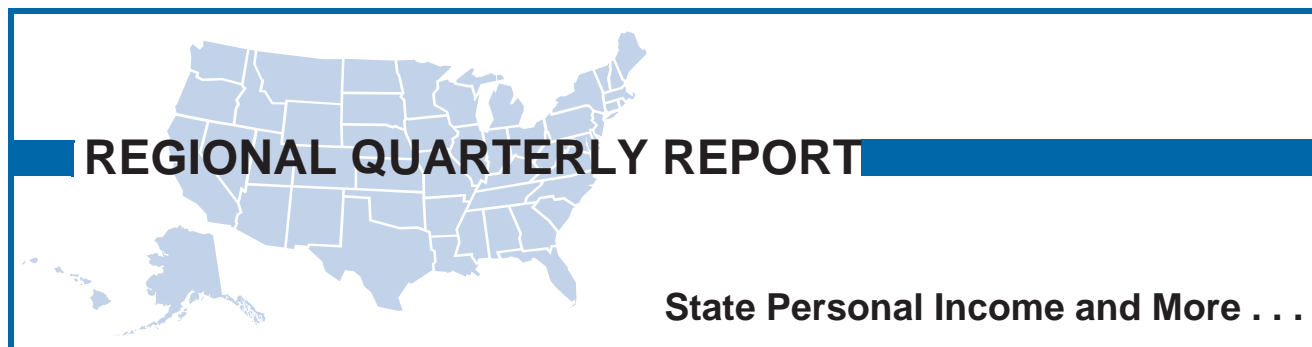 REGIONAL QUARTERLY REPORT
State Personal Income and More . . .